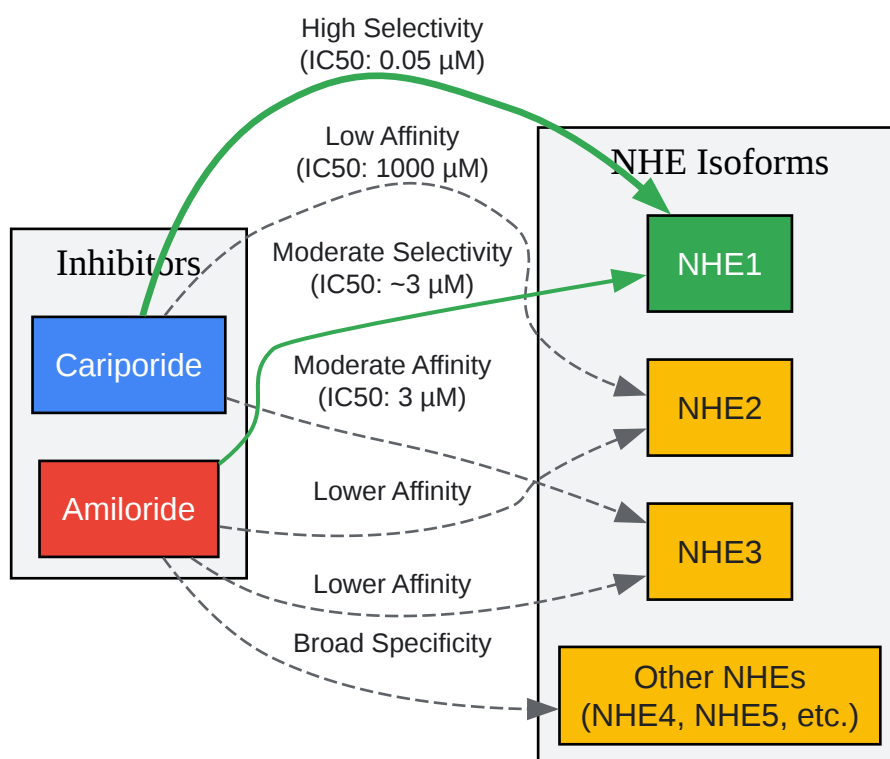 High Selectivity
(IC50: 0.05 µM)
Low Affinity
(IC50: 1000 µM)
NHE Isoforms
Inhibitors
Moderate Selectivity
(IC50: ~3 µM)
NHE1
Cariporide
Moderate Affinity
(IC50: 3 µM)
NHE2
Amiloride
Lower Affinity
NHE3
Lower Affinity
Broad Specificity
Other NHEs
(NHE4, NHE5, etc.)